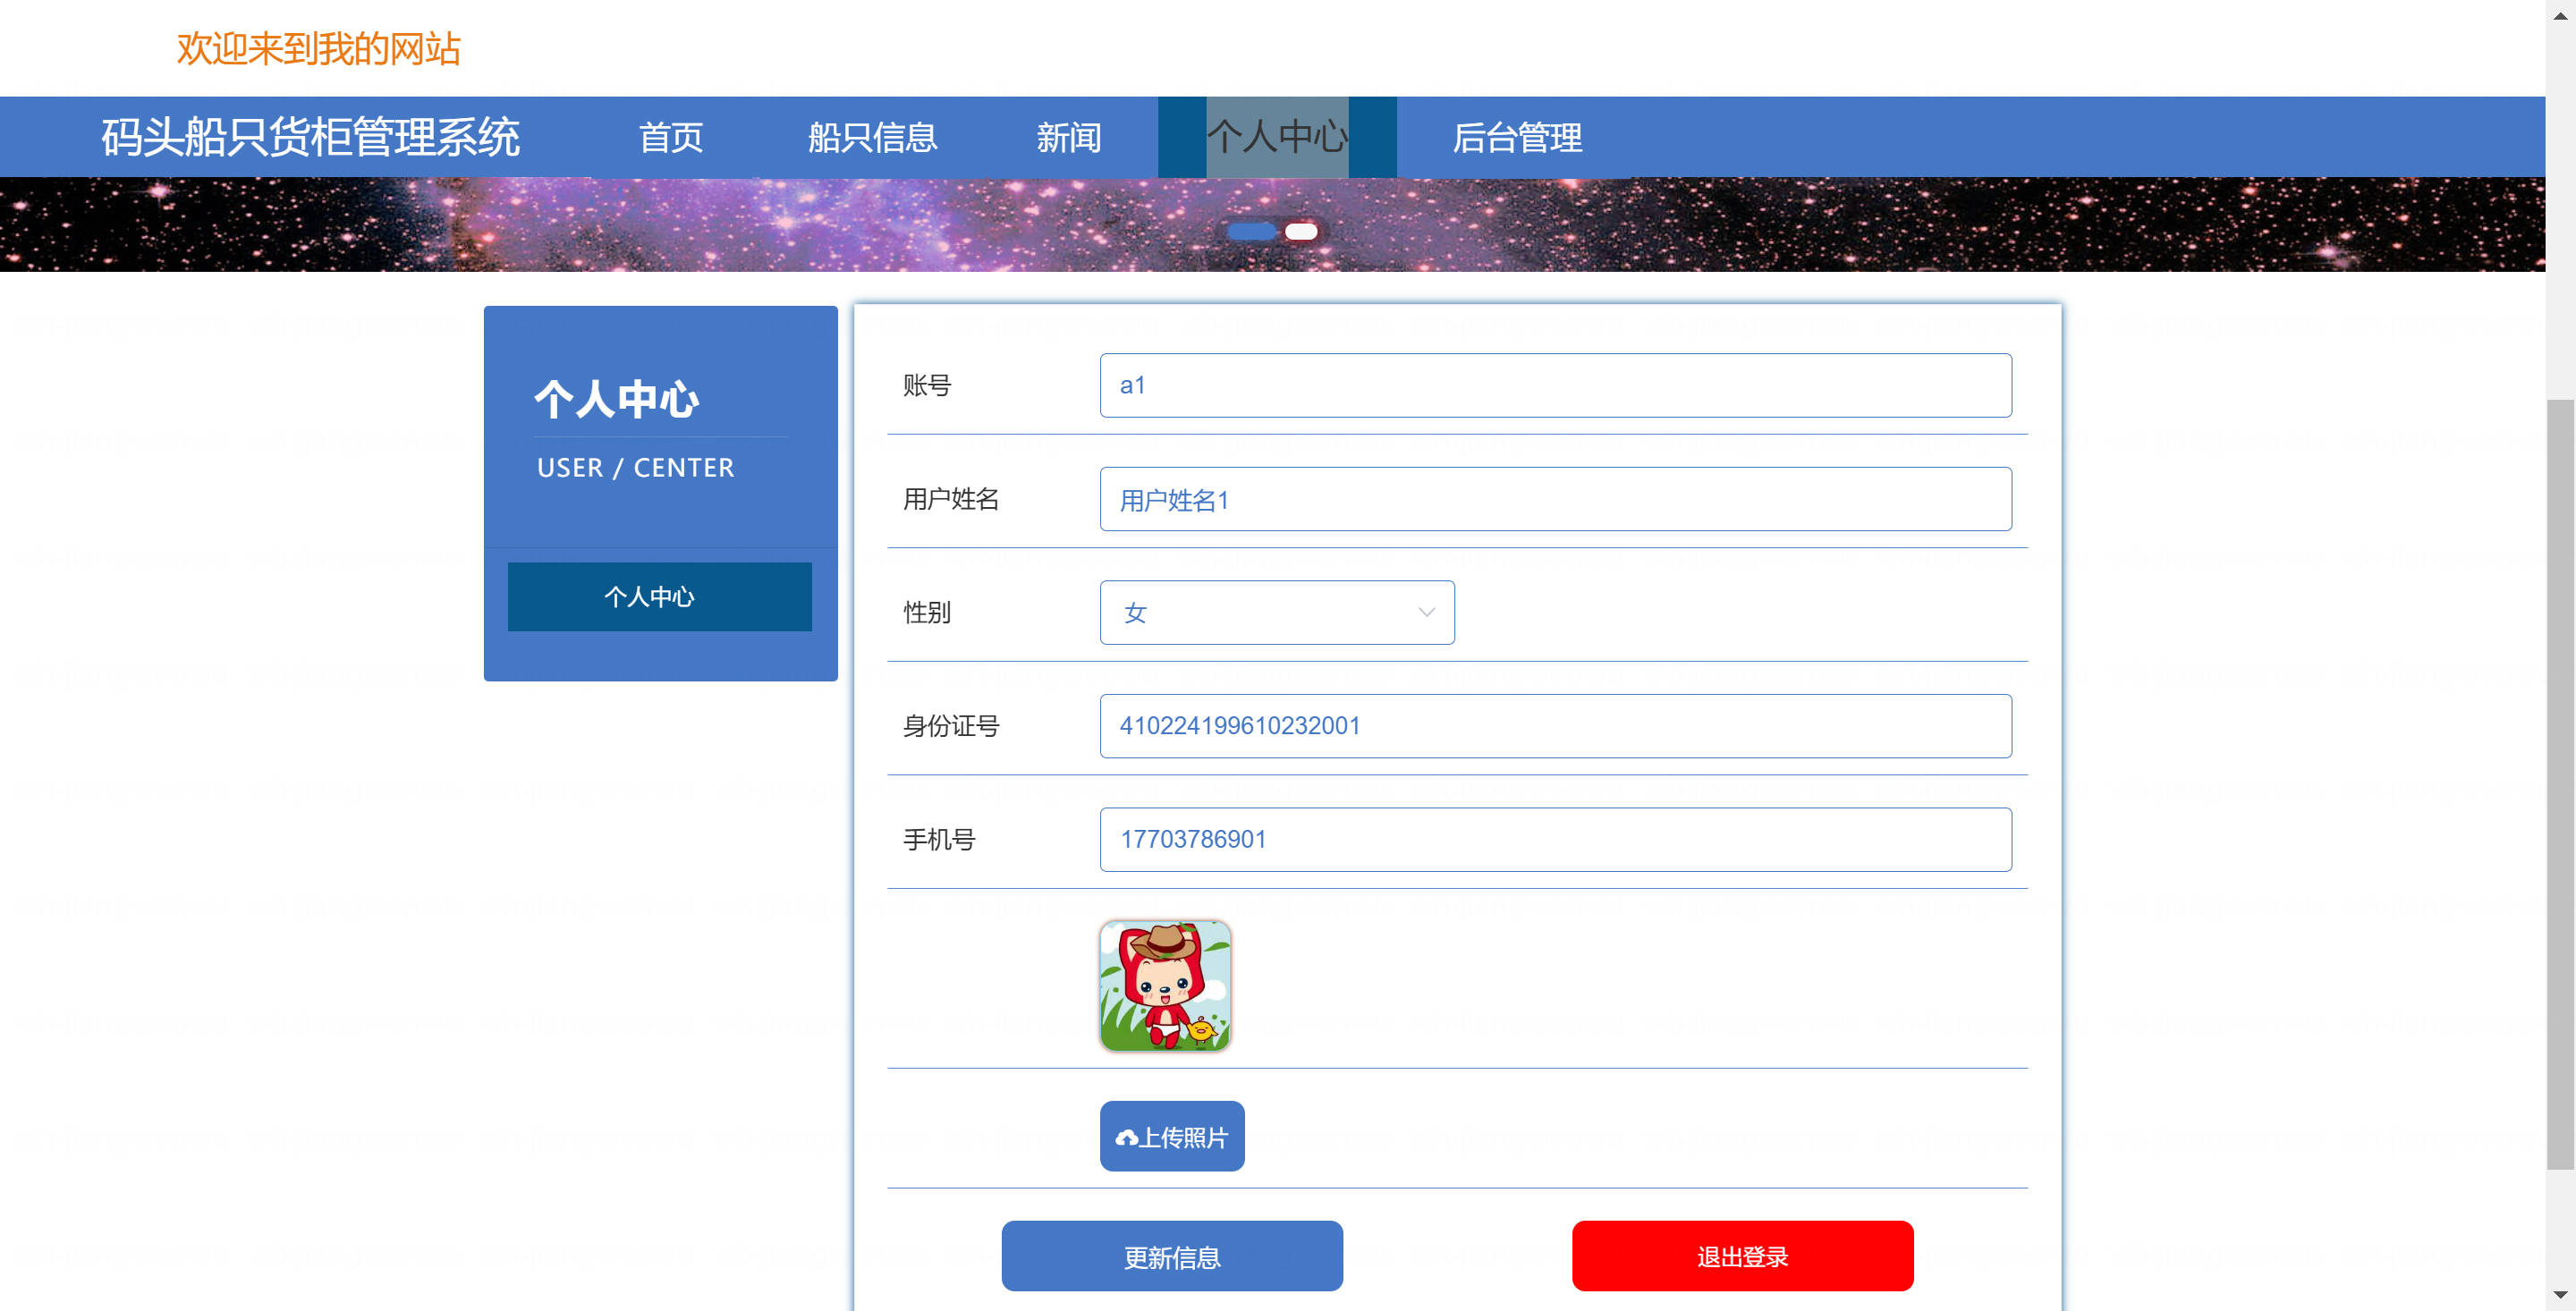 欢迎来到我的网站
码头船只货柜管理系统
首页
船只信息
新闻
个人中心
后台管理
个人中心
USER / CENTER
个人中心
账号
a1
用户姓名
用户姓名1
性别
女
身份证号
410224199610232001
手机号
17703786901
上传照片
更新信息
退出登录